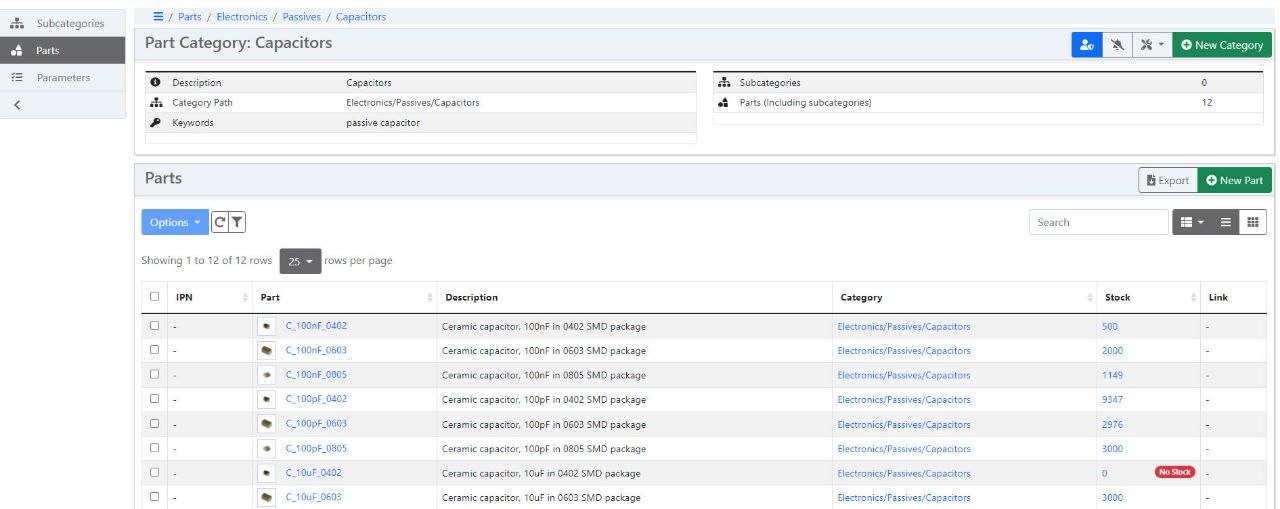 Subcategories
Parts
Parameters
/ Parts / Electronics / Passives / Capacitors
Part Category: Capacitors
New Category
Description Capacitors
Category Path Electronics/Passives/Capacitors
Keywords passive capacitor
Subcategories 0
Parts (Including subcategories) 12
Parts
Export
New Part
Options
Search
Showing 1 to 12 of 12 rows 25 rows per page
IPN Part Description Category Stock Link
- C_100nF_0402 Ceramic capacitor, 100nF in 0402 SMD package Electronics/Passives/Capacitors 500 -
- C_100nF_0603 Ceramic capacitor, 100nF in 0603 SMD package Electronics/Passives/Capacitors 2000 -
- C_100nF_0805 Ceramic capacitor, 100nF in 0805 SMD package Electronics/Passives/Capacitors 1149 -
- C_100pF_0402 Ceramic capacitor, 100pF in 0402 SMD package Electronics/Passives/Capacitors 9347 -
- C_100pF_0603 Ceramic capacitor, 100pF in 0603 SMD package Electronics/Passives/Capacitors 2976 -
- C_100pF_0805 Ceramic capacitor, 100pF in 0805 SMD package Electronics/Passives/Capacitors 3000 -
- C_10uF_0402 Ceramic capacitor, 10uF in 0402 SMD package Electronics/Passives/Capacitors 0 No Stock -
- C_10uF_0603 Ceramic capacitor, 10uF in 0603 SMD package Electronics/Passives/Capacitors 3000 -